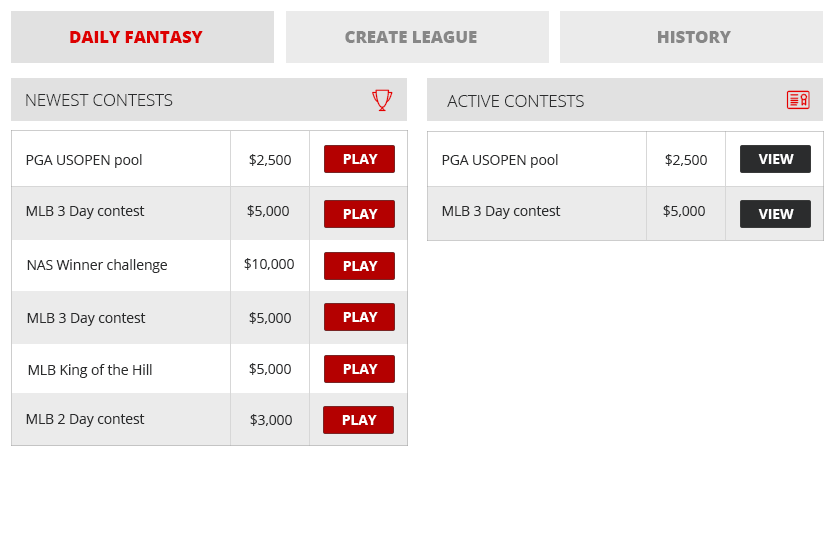 DAILY FANTASY
CREATE LEAGUE
HISTORY
NEWEST CONTESTS
PGA USOPEN pool $2,500 PLAY
MLB 3 Day contest $5,000 PLAY
NAS Winner challenge $10,000 PLAY
MLB 3 Day contest $5,000 PLAY
MLB King of the Hill $5,000 PLAY
MLB 2 Day contest $3,000 PLAY
ACTIVE CONTESTS
PGA USOPEN pool $2,500 VIEW
MLB 3 Day contest $5,000 VIEW